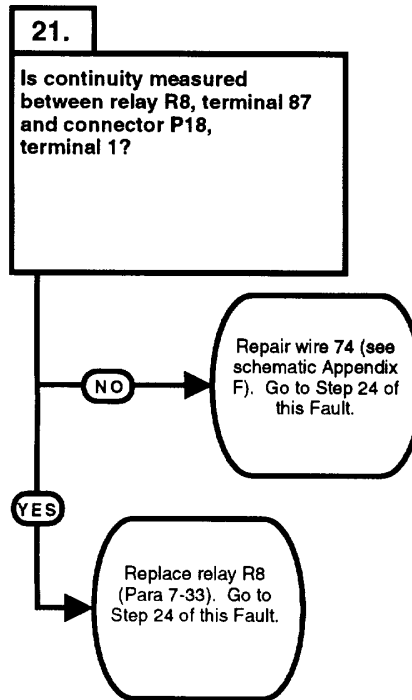 21.
Is continuity measured
between relay R8, terminal 87
and connector P18,
terminal 1?
Repair wire 74 (see
schematic Appendix
F). Go to Step 24 of
this Fault.
NO
YES
Replace relay R8
(Para 7-33). Go to
Step 24 of this Fault.